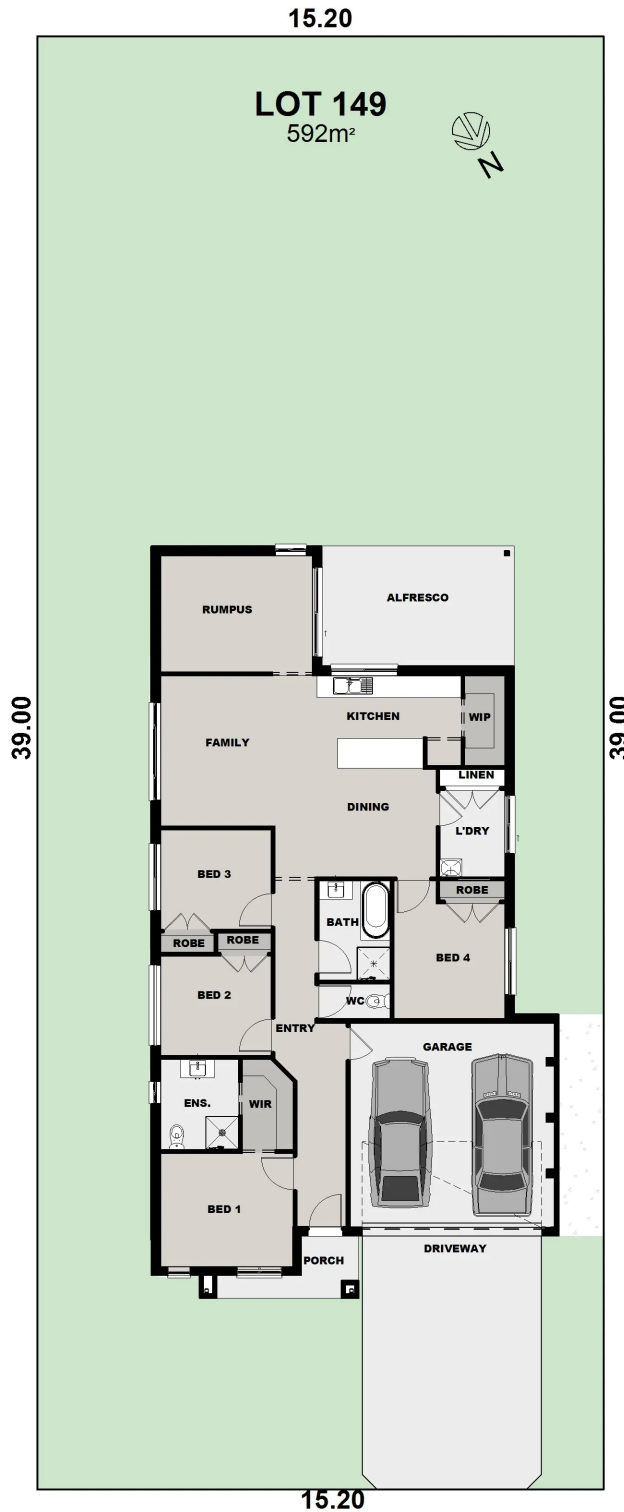 15.20
LOT 149
592m²
N
RUMPUS
ALFRESCO
39.00
39.00
FAMILY
KITCHEN
WIP
LINEN
DINING
L'DRY
BED 3
ROBE
ROBE
ROBE
BATH
BED 4
BED 2
WC
ENTRY
GARAGE
ENS.
WIR
BED 1
PORCH
DRIVEWAY
15.20